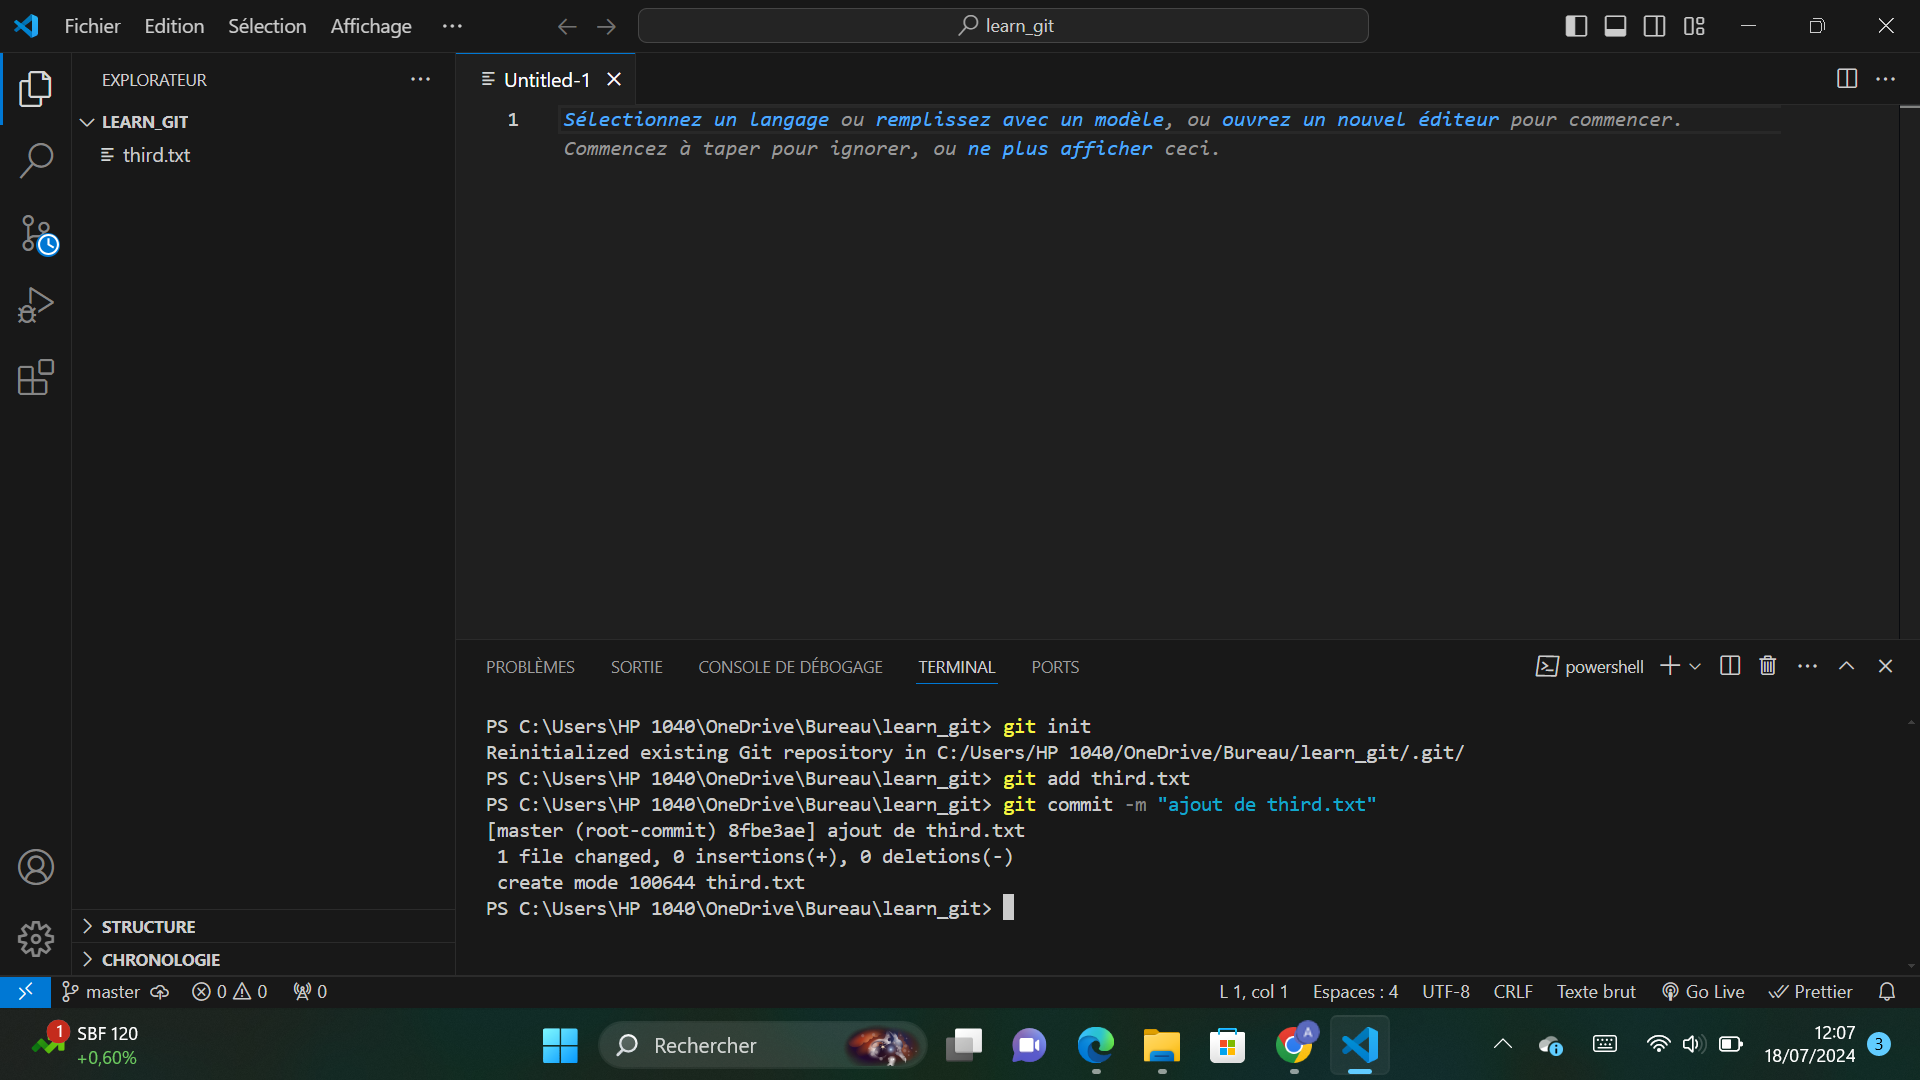 Fichier Edition Sélection Affichage ···
learn_git
EXPLORATEUR ···
Untitled-1
LEARN_GIT
third.txt
1 Sélectionnez un langage ou remplissez avec un modèle, ou ouvrez un nouvel éditeur pour commencer.
Commencez à taper pour ignorer, ou ne plus afficher ceci.
PROBLÈMES SORTIE CONSOLE DE DÉBOGAGE TERMINAL PORTS
powershell
PS C:\Users\HP 1040\OneDrive\Bureau\learn_git> git init
Reinitialized existing Git repository in C:/Users/HP 1040/OneDrive/Bureau/learn_git/.git/
PS C:\Users\HP 1040\OneDrive\Bureau\learn_git> git add third.txt
PS C:\Users\HP 1040\OneDrive\Bureau\learn_git> git commit -m "ajout de third.txt"
[master (root-commit) 8fbe3ae] ajout de third.txt
1 file changed, 0 insertions(+), 0 deletions(-)
create mode 100644 third.txt
PS C:\Users\HP 1040\OneDrive\Bureau\learn_git>
STRUCTURE
CHRONOLOGIE
master 0 0 0
L 1, col 1 Espaces : 4 UTF-8 CRLF Texte brut Go Live Prettier
1 SBF 120
+0,60%
Rechercher
A
12:07
18/07/2024
3